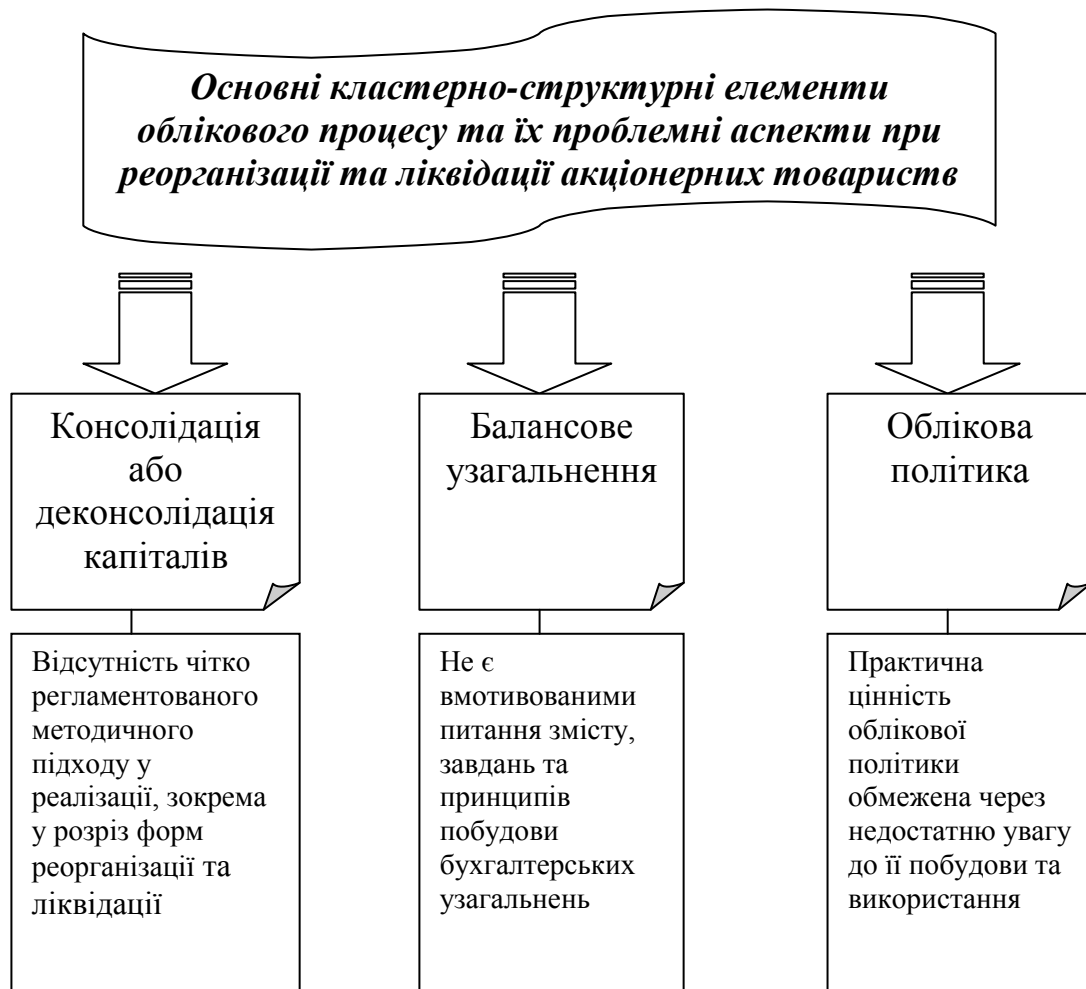 Основні кластерно-структурні елементи
облікового процесу та їх проблемні аспекти при
реорганізації та ліквідації акціонерних товариств
Консолідація
або
деконсолідація
капіталів
Балансове
узагальнення
Облікова
політика
Відсутність чітко
регламентованого
методичного
підходу у
реалізації, зокрема
у розріз форм
реорганізації та
ліквідації
Не є
вмотивованими
питання змісту,
завдань та
принципів
побудови
бухгалтерських
узагальнень
Практична
цінність
облікової
політики
обмежена через
недостатню увагу
до її побудови та
використання